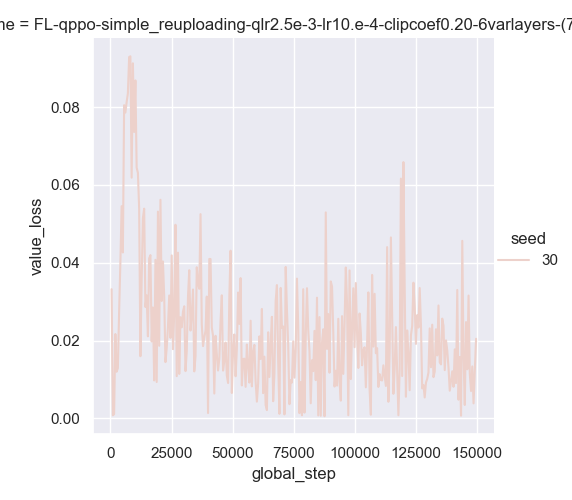 me = FL-qppo-simple_reuploading-qlr2.5e-3-lr10.e-4-clipcoef0.20-6varlayers-(7
value_loss
0.08
0.06
0.04
0.02
0.00
0 25000 50000 75000 100000 125000 150000
global_step
seed
30